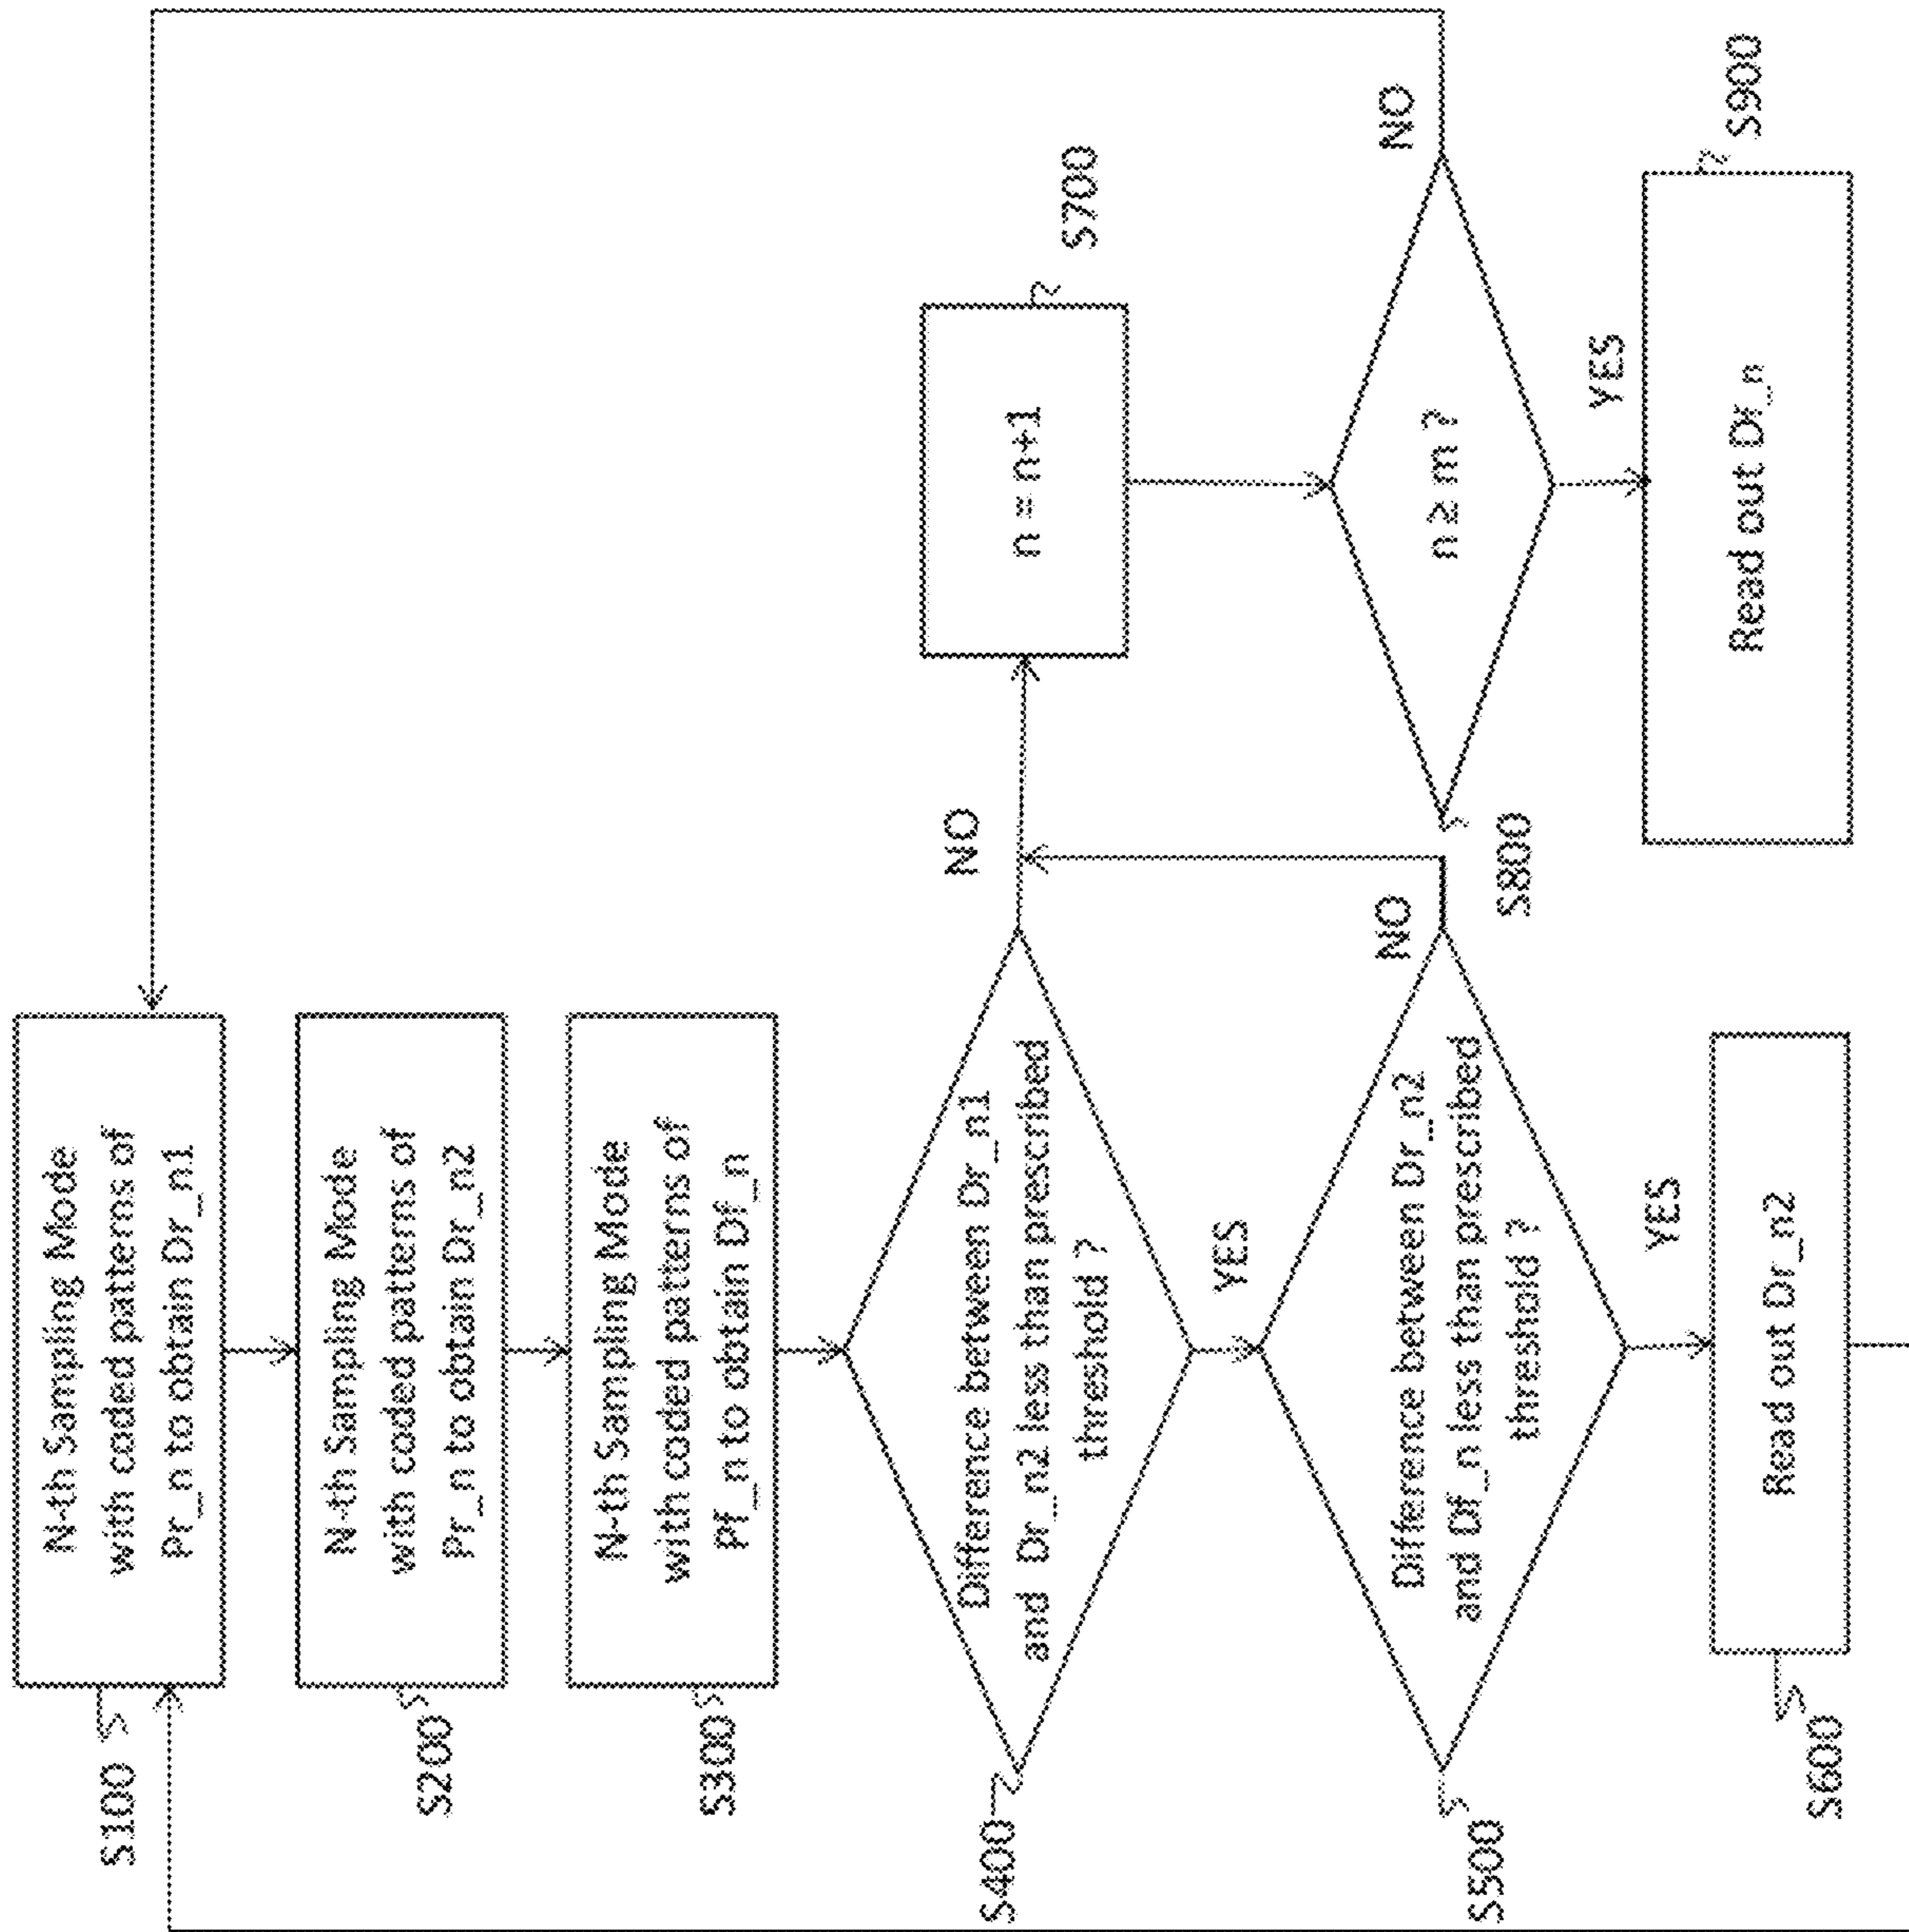 S100
N-th Sampling Mode
with coded patterns of
Pr_n to obtain Dr_n1
S200
N-th Sampling Mode
with coded patterns of
Pr_n to obtain Dr_n2
S300
N-th Sampling Mode
with coded patterns of
Pf_n to obtain Df_n
S400
Difference between Dr_n1
and Dr_n2 less than prescribed
threshold ?
NO
YES
S500
Difference between Dr_n2
and Df_n less than prescribed
threshold ?
NO
YES
S600
Read out Dr_n2
S700
n = n+1
S800
n ≥ m ?
NO
YES
S900
Read out Dr_n